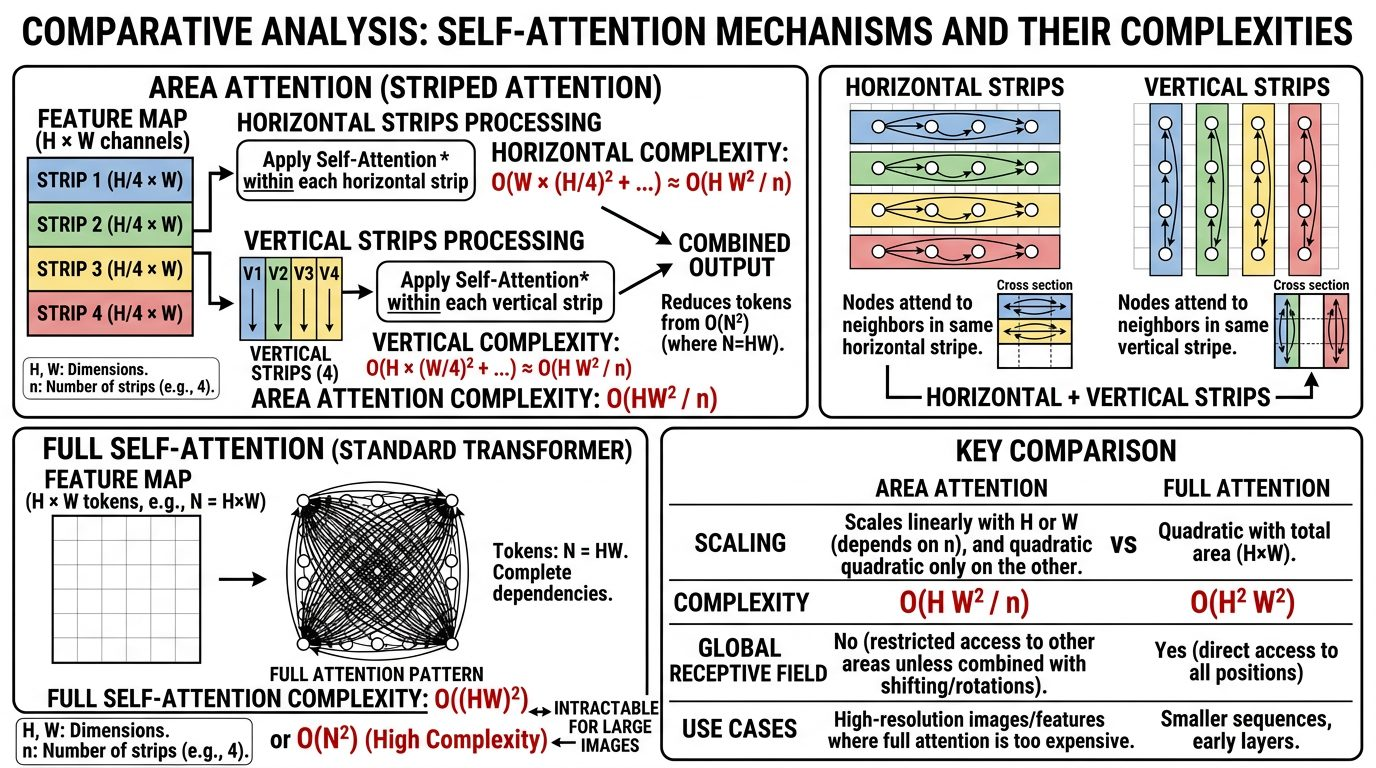 COMPARATIVE ANALYSIS: SELF-ATTENTION MECHANISMS AND THEIR COMPLEXITIES
AREA ATTENTION (STRIPED ATTENTION)
FEATURE MAP
(H × W channels)
STRIP 1 (H/4 × W)
STRIP 2 (H/4 × W)
STRIP 3 (H/4 × W)
STRIP 4 (H/4 × W)
H, W: Dimensions.
n: Number of strips (e.g., 4).
HORIZONTAL STRIPS PROCESSING
Apply Self-Attention*
within each horizontal strip
HORIZONTAL COMPLEXITY:
O(W × (H/4)² + ...) ≈ O(H W² / n)
VERTICAL STRIPS PROCESSING
V1 V2 V3 V4
VERTICAL
STRIPS (4)
Apply Self-Attention*
within each vertical strip
VERTICAL COMPLEXITY:
O(H × (W/4)² + ...) ≈ O(H W² / n)
COMBINED
OUTPUT
Reduces tokens
from O(N²)
(where N=HW).
AREA ATTENTION COMPLEXITY: O(HW² / n)
HORIZONTAL STRIPS
Nodes attend to
neighbors in same
horizontal stripe.
Cross section
VERTICAL STRIPS
Nodes attend to
neighbors in same
vertical stripe.
Cross section
HORIZONTAL + VERTICAL STRIPS
FULL SELF-ATTENTION (STANDARD TRANSFORMER)
FEATURE MAP
(H × W tokens, e.g., N = H×W)
Tokens: N = HW.
Complete
dependencies.
FULL ATTENTION PATTERN
FULL SELF-ATTENTION COMPLEXITY: O((HW)²)
or O(N²) (High Complexity)
INTRACTABLE
FOR LARGE
IMAGES
H, W: Dimensions.
n: Number of strips (e.g., 4).
KEY COMPARISON
AREA ATTENTION FULL ATTENTION
SCALING
Scales linearly with H or W
(depends on n), and quadratic
quadratic only on the other.
VS
Quadratic with total
area (H×W).
COMPLEXITY
O(H W² / n)
O(H² W²)
GLOBAL
RECEPTIVE FIELD
No (restricted access to other
areas unless combined with
shifting/rotations).
Yes (direct access to
all positions)
USE CASES
High-resolution images/features
where full attention is too expensive.
Smaller sequences,
early layers.